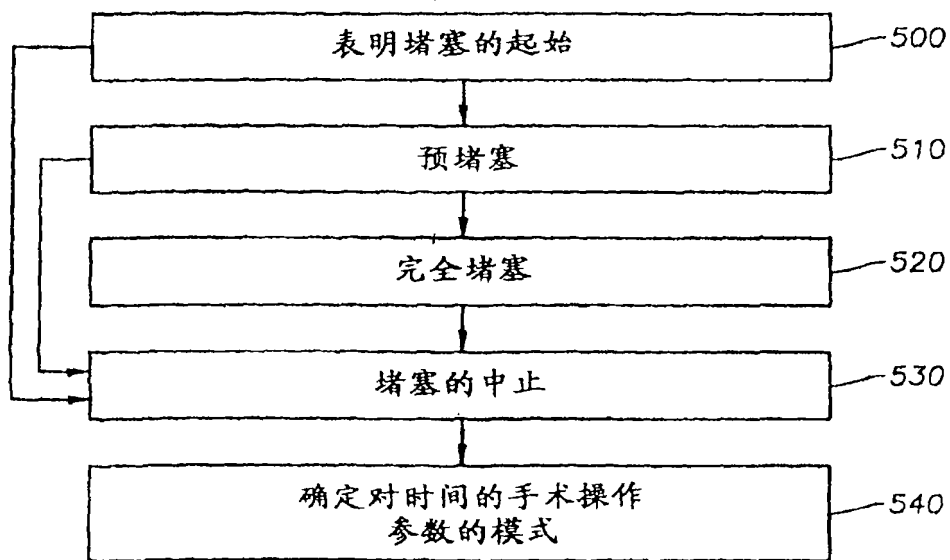 表明堵塞的起始
500
预堵塞
510
完全堵塞
520
堵塞的中止
530
确定对时间的手术操作
参数的模式
540